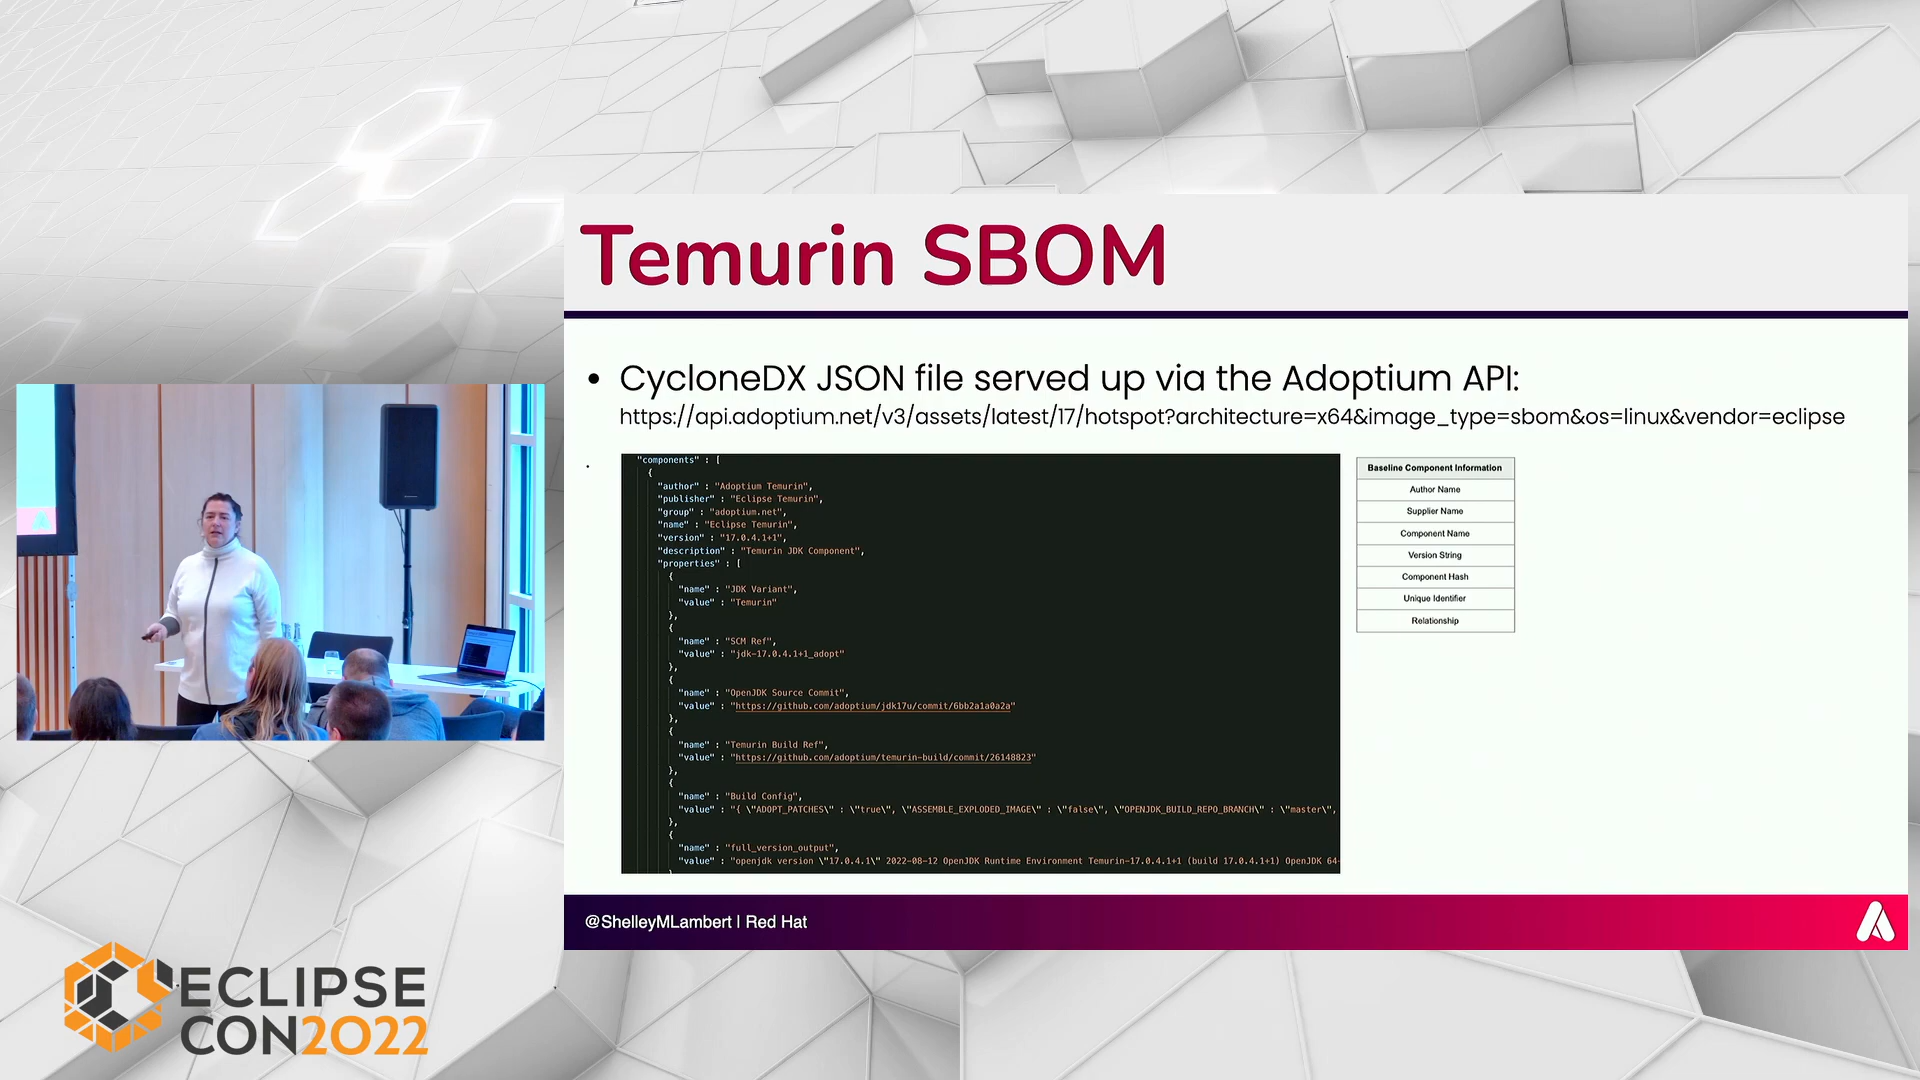 Temurin SBOM
• CycloneDX JSON file served up via the Adoptium API:
https://api.adoptium.net/v3/assets/latest/17/hotspot?architecture=x64&image_type=sbom&os=linux&vendor=eclipse
"components" : [
{
"author" : "Adoptium Temurin",
"publisher" : "Eclipse Temurin",
"group" : "adoptium.net",
"name" : "Eclipse Temurin",
"version" : "17.0.4.1+1",
"description" : "Temurin JDK Component",
"properties" : [
{
"name" : "JDK Variant",
"value" : "Temurin"
},
{
"name" : "SCM Ref",
"value" : "jdk-17.0.4.1+1_adopt"
},
{
"name" : "OpenJDK Source Commit",
"value" : "https://github.com/adoptium/jdk17u/commit/6bb2a1a0a2a"
},
{
"name" : "Temurin Build Ref",
"value" : "https://github.com/adoptium/temurin-build/commit/26148823"
},
{
"name" : "Build Config",
"value" : "{ \"ADOPT_PATCHES\" : \"true\", \"ASSEMBLE_EXPLODED_IMAGE\" : \"false\", \"OPENJDK_BUILD_REPO_BRANCH\" : \"master\",
},
{
"name" : "full_version_output",
"value" : "openjdk version \"17.0.4.1\" 2022-08-12 OpenJDK Runtime Environment Temurin-17.0.4.1+1 (build 17.0.4.1+1) OpenJDK 64-
Baseline Component Information
Author Name
Supplier Name
Component Name
Version String
Component Hash
Unique Identifier
Relationship
@ShelleyMLambert | Red Hat
ECLIPSE
CON2022